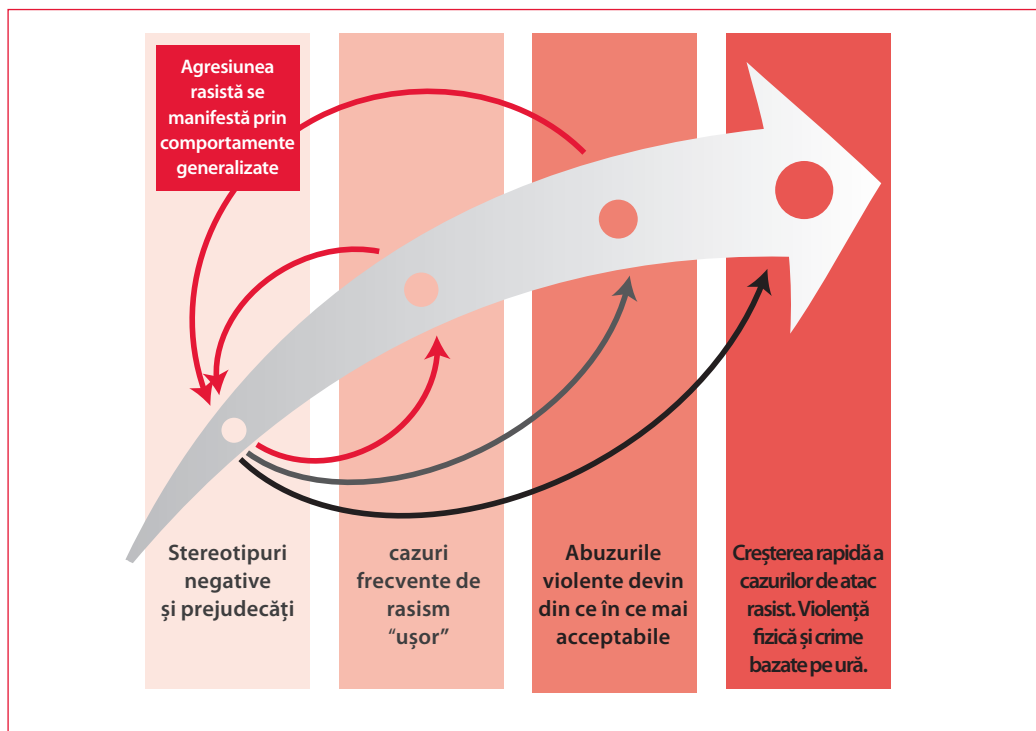 Agresiunea
rasistă se
manifestă prin
comportamente
generalizate
Stereotipuri
negative
și prejudecăți
cazuri
frecvente de
rasism
“ușor”
Abuzurile
violente devin
din ce în ce mai
acceptabile
Creșterea rapidă a
cazurilor de atac
rasist. Violență
fizică și crime
bazate pe ură.